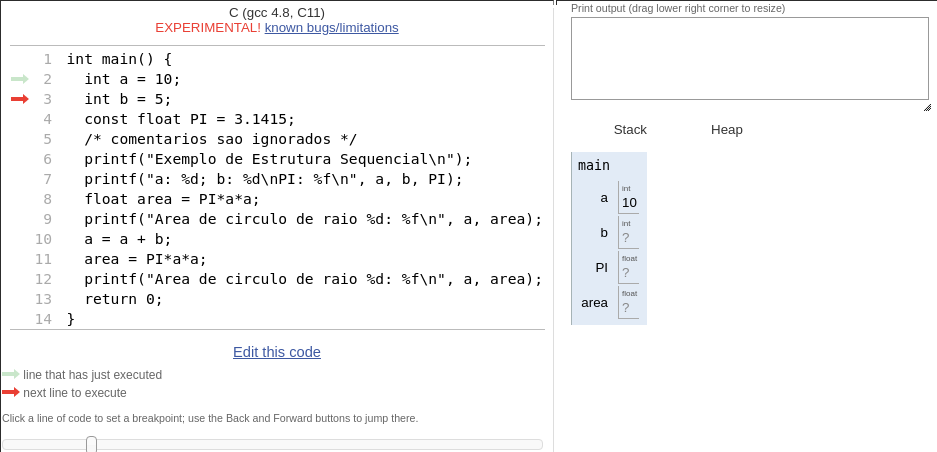 C (gcc 4.8, C11)
EXPERIMENTAL! known bugs/limitations
1 int main() {
2 int a = 10;
3 int b = 5;
4 const float PI = 3.1415;
5 /* comentarios sao ignorados */
6 printf("Exemplo de Estrutura Sequencial\n");
7 printf("a: %d; b: %d\nPI: %f\n", a, b, PI);
8 float area = PI*a*a;
9 printf("Area de circulo de raio %d: %f\n", a, area);
10 a = a + b;
11 area = PI*a*a;
12 printf("Area de circulo de raio %d: %f\n", a, area);
13 return 0;
14 }
Edit this code
line that has just executed
next line to execute
Click a line of code to set a breakpoint; use the Back and Forward buttons to jump there.
Print output (drag lower right corner to resize)
Stack Heap
main
int
a 10
int
b ?
float
PI ?
float
area ?